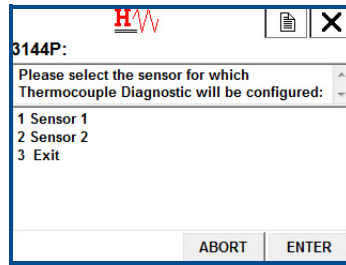 H
3144P:
Please select the sensor for which
Thermocouple Diagnostic will be configured:
1 Sensor 1
2 Sensor 2
3 Exit
ABORT ENTER